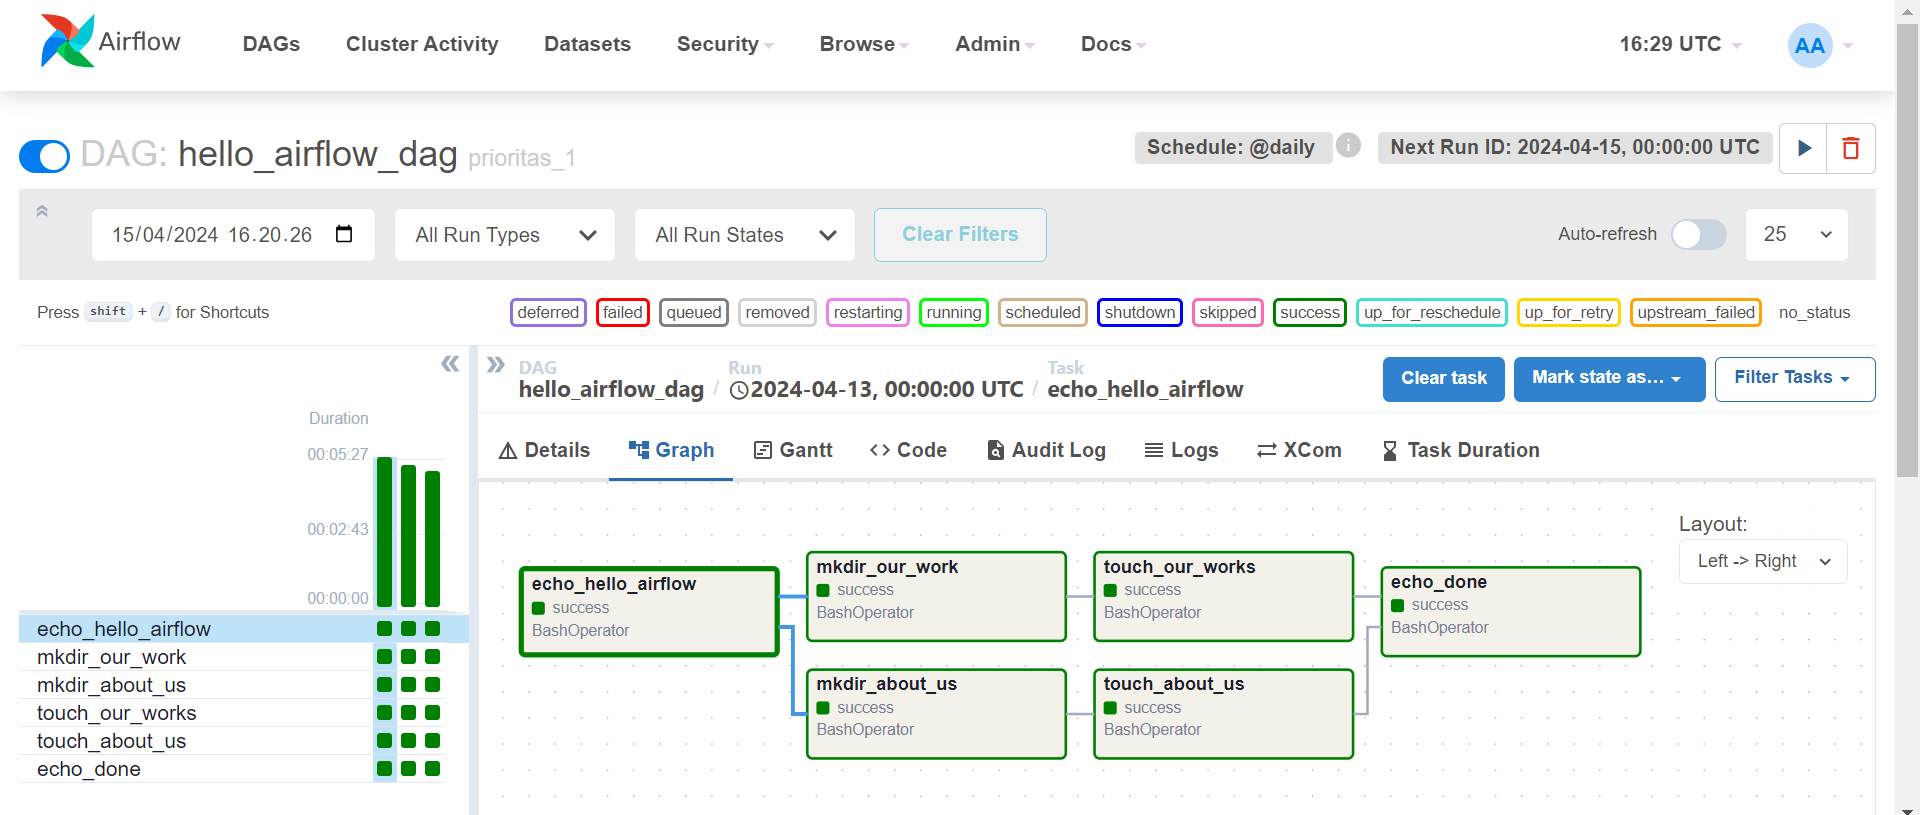 Airflow DAGs Cluster Activity Datasets Security Browse Admin Docs 16:29 UTC AA
DAG: hello_airflow_dag prioritas_1 Schedule: @daily i Next Run ID: 2024-04-15, 00:00:00 UTC
15/04/2024 16.20.26 All Run Types All Run States Clear Filters Auto-refresh 25
Press shift + / for Shortcuts deferred failed queued removed restarting running scheduled shutdown skipped success up_for_reschedule up_for_retry upstream_failed no_status
DAG Run Task
hello_airflow_dag / 2024-04-13, 00:00:00 UTC / echo_hello_airflow Clear task Mark state as... Filter Tasks
Details Graph Gantt Code Audit Log Logs XCom Task Duration
Duration
00:05:27
00:02:43
00:00:00
echo_hello_airflow
mkdir_our_work
mkdir_about_us
touch_our_works
touch_about_us
echo_done
Layout:
Left -> Right
echo_hello_airflow
success
BashOperator
mkdir_our_work
success
BashOperator
touch_our_works
success
BashOperator
echo_done
success
BashOperator
mkdir_about_us
success
BashOperator
touch_about_us
success
BashOperator